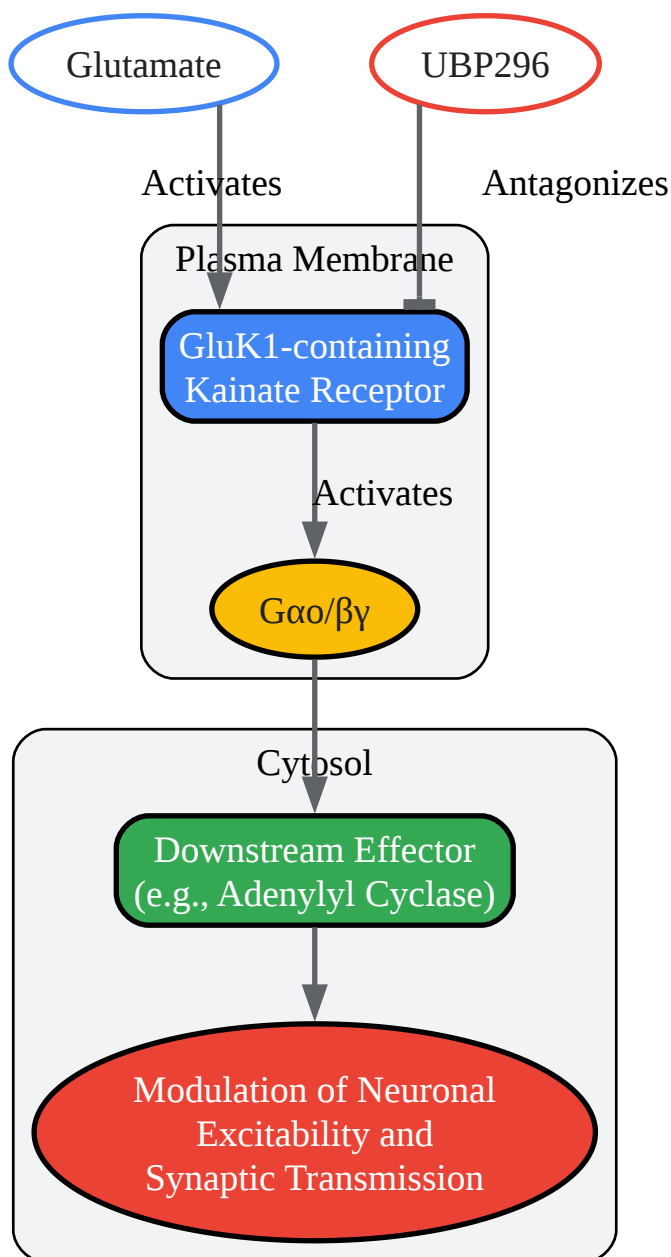 Glutamate
UBP296
Activates
Antagonizes
Plasma Membrane
GluK1-containing
Kainate Receptor
Activates
Gαo/βγ
Cytosol
Downstream Effector
(e.g., Adenylyl Cyclase)
Modulation of Neuronal
Excitability and
Synaptic Transmission